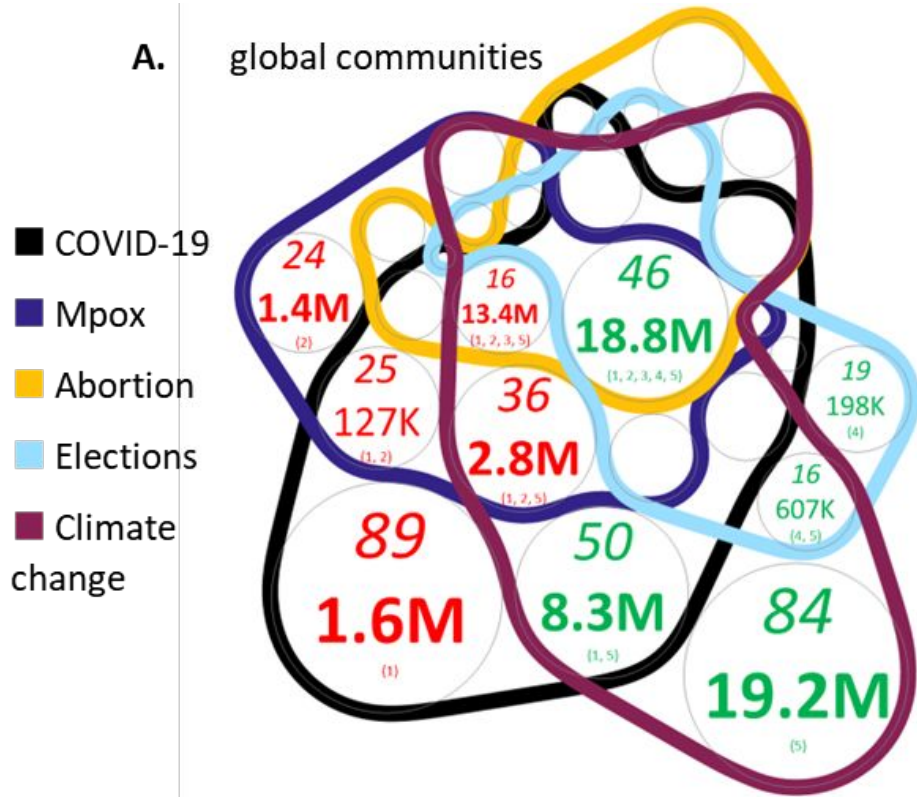 A.
global communities
COVID-19
Mpox
Abortion
Elections
Climate
change
24
1.4M
(2)
16
13.4M
(1, 2, 3, 5)
46
18.8M
(1, 2, 3, 4, 5)
25
127K
(1, 2)
36
2.8M
(1, 2, 5)
19
198K
(4)
16
607K
(4, 5)
89
1.6M
(1)
50
8.3M
(1, 5)
84
19.2M
(5)